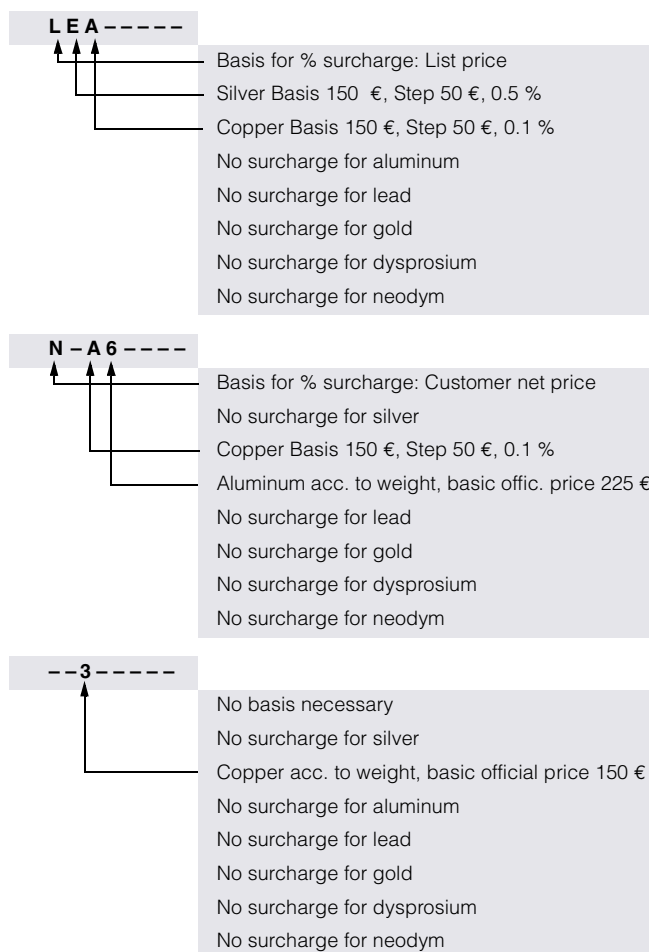 L E A – – – – –
Basis for % surcharge: List price
Silver Basis 150 €, Step 50 €, 0.5 %
Copper Basis 150 €, Step 50 €, 0.1 %
No surcharge for aluminum
No surcharge for lead
No surcharge for gold
No surcharge for dysprosium
No surcharge for neodym
N – A 6 – – – –
Basis for % surcharge: Customer net price
No surcharge for silver
Copper Basis 150 €, Step 50 €, 0.1 %
Aluminum acc. to weight, basic offic. price 225 €
No surcharge for lead
No surcharge for gold
No surcharge for dysprosium
No surcharge for neodym
– – 3 – – – – –
No basis necessary
No surcharge for silver
Copper acc. to weight, basic official price 150 €
No surcharge for aluminum
No surcharge for lead
No surcharge for gold
No surcharge for dysprosium
No surcharge for neodym